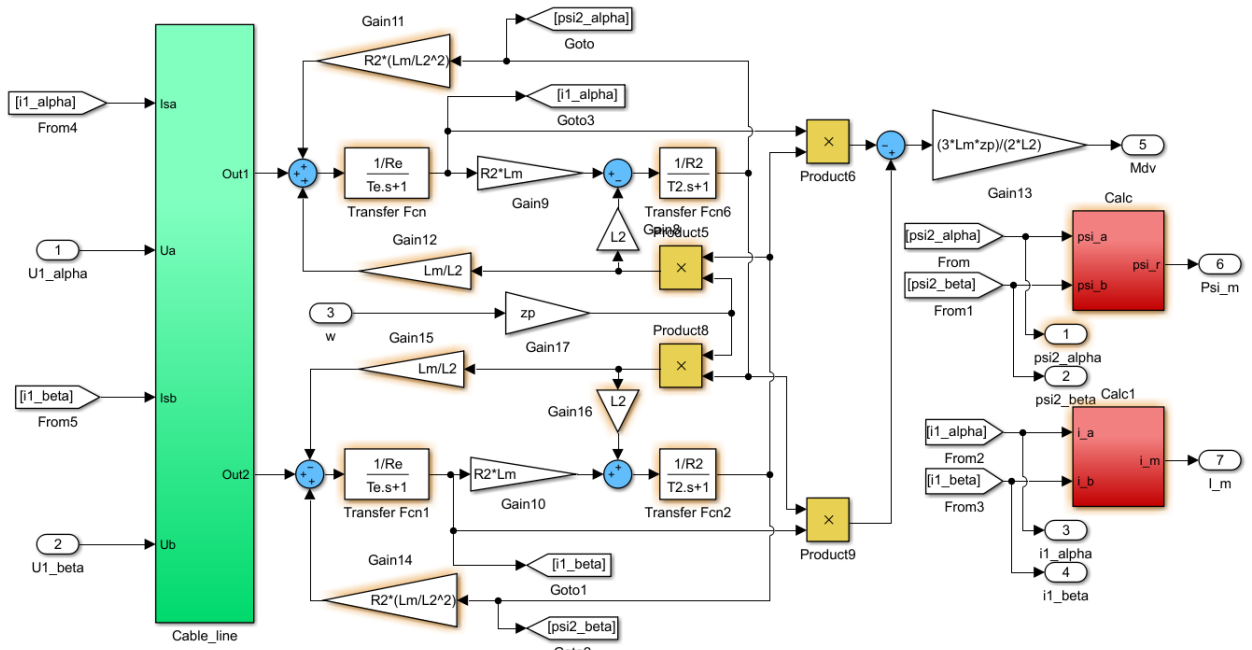 Gain11
[psi2_alpha]
Goto
R2*(Lm/L2^2)
[i1_alpha]
From4
Isa
[i1_alpha]
Goto3
Out1
1/Re
Te.s+1
Transfer Fcn
R2*Lm
Gain9
1/R2
T2.s+1
Transfer Fcn6
Product6
(3*Lm*zp)/(2*L2)
Gain13
5
Mdv
1
U1_alpha
Ua
Gain12
Lm/L2
L2
Gain8
Product5
[psi2_alpha]
From
Calc
psi_a
psi_b
psi_r
6
Psi_m
[psi2_beta]
From1
3
w
zp
Gain17
1
psi2_alpha
2
psi2_beta
Gain15
Lm/L2
Product8
L2
Gain16
[i1_beta]
From5
Isb
Calc1
[i1_alpha]
From2
i_a
i_b
i_m
7
I_m
[i1_beta]
From3
Out2
1/Re
Te.s+1
Transfer Fcn1
R2*Lm
Gain10
1/R2
T2.s+1
Transfer Fcn2
Product9
2
U1_beta
Ub
3
i1_alpha
4
i1_beta
Gain14
R2*(Lm/L2^2)
[i1_beta]
Goto1
[psi2_beta]
Cable_line